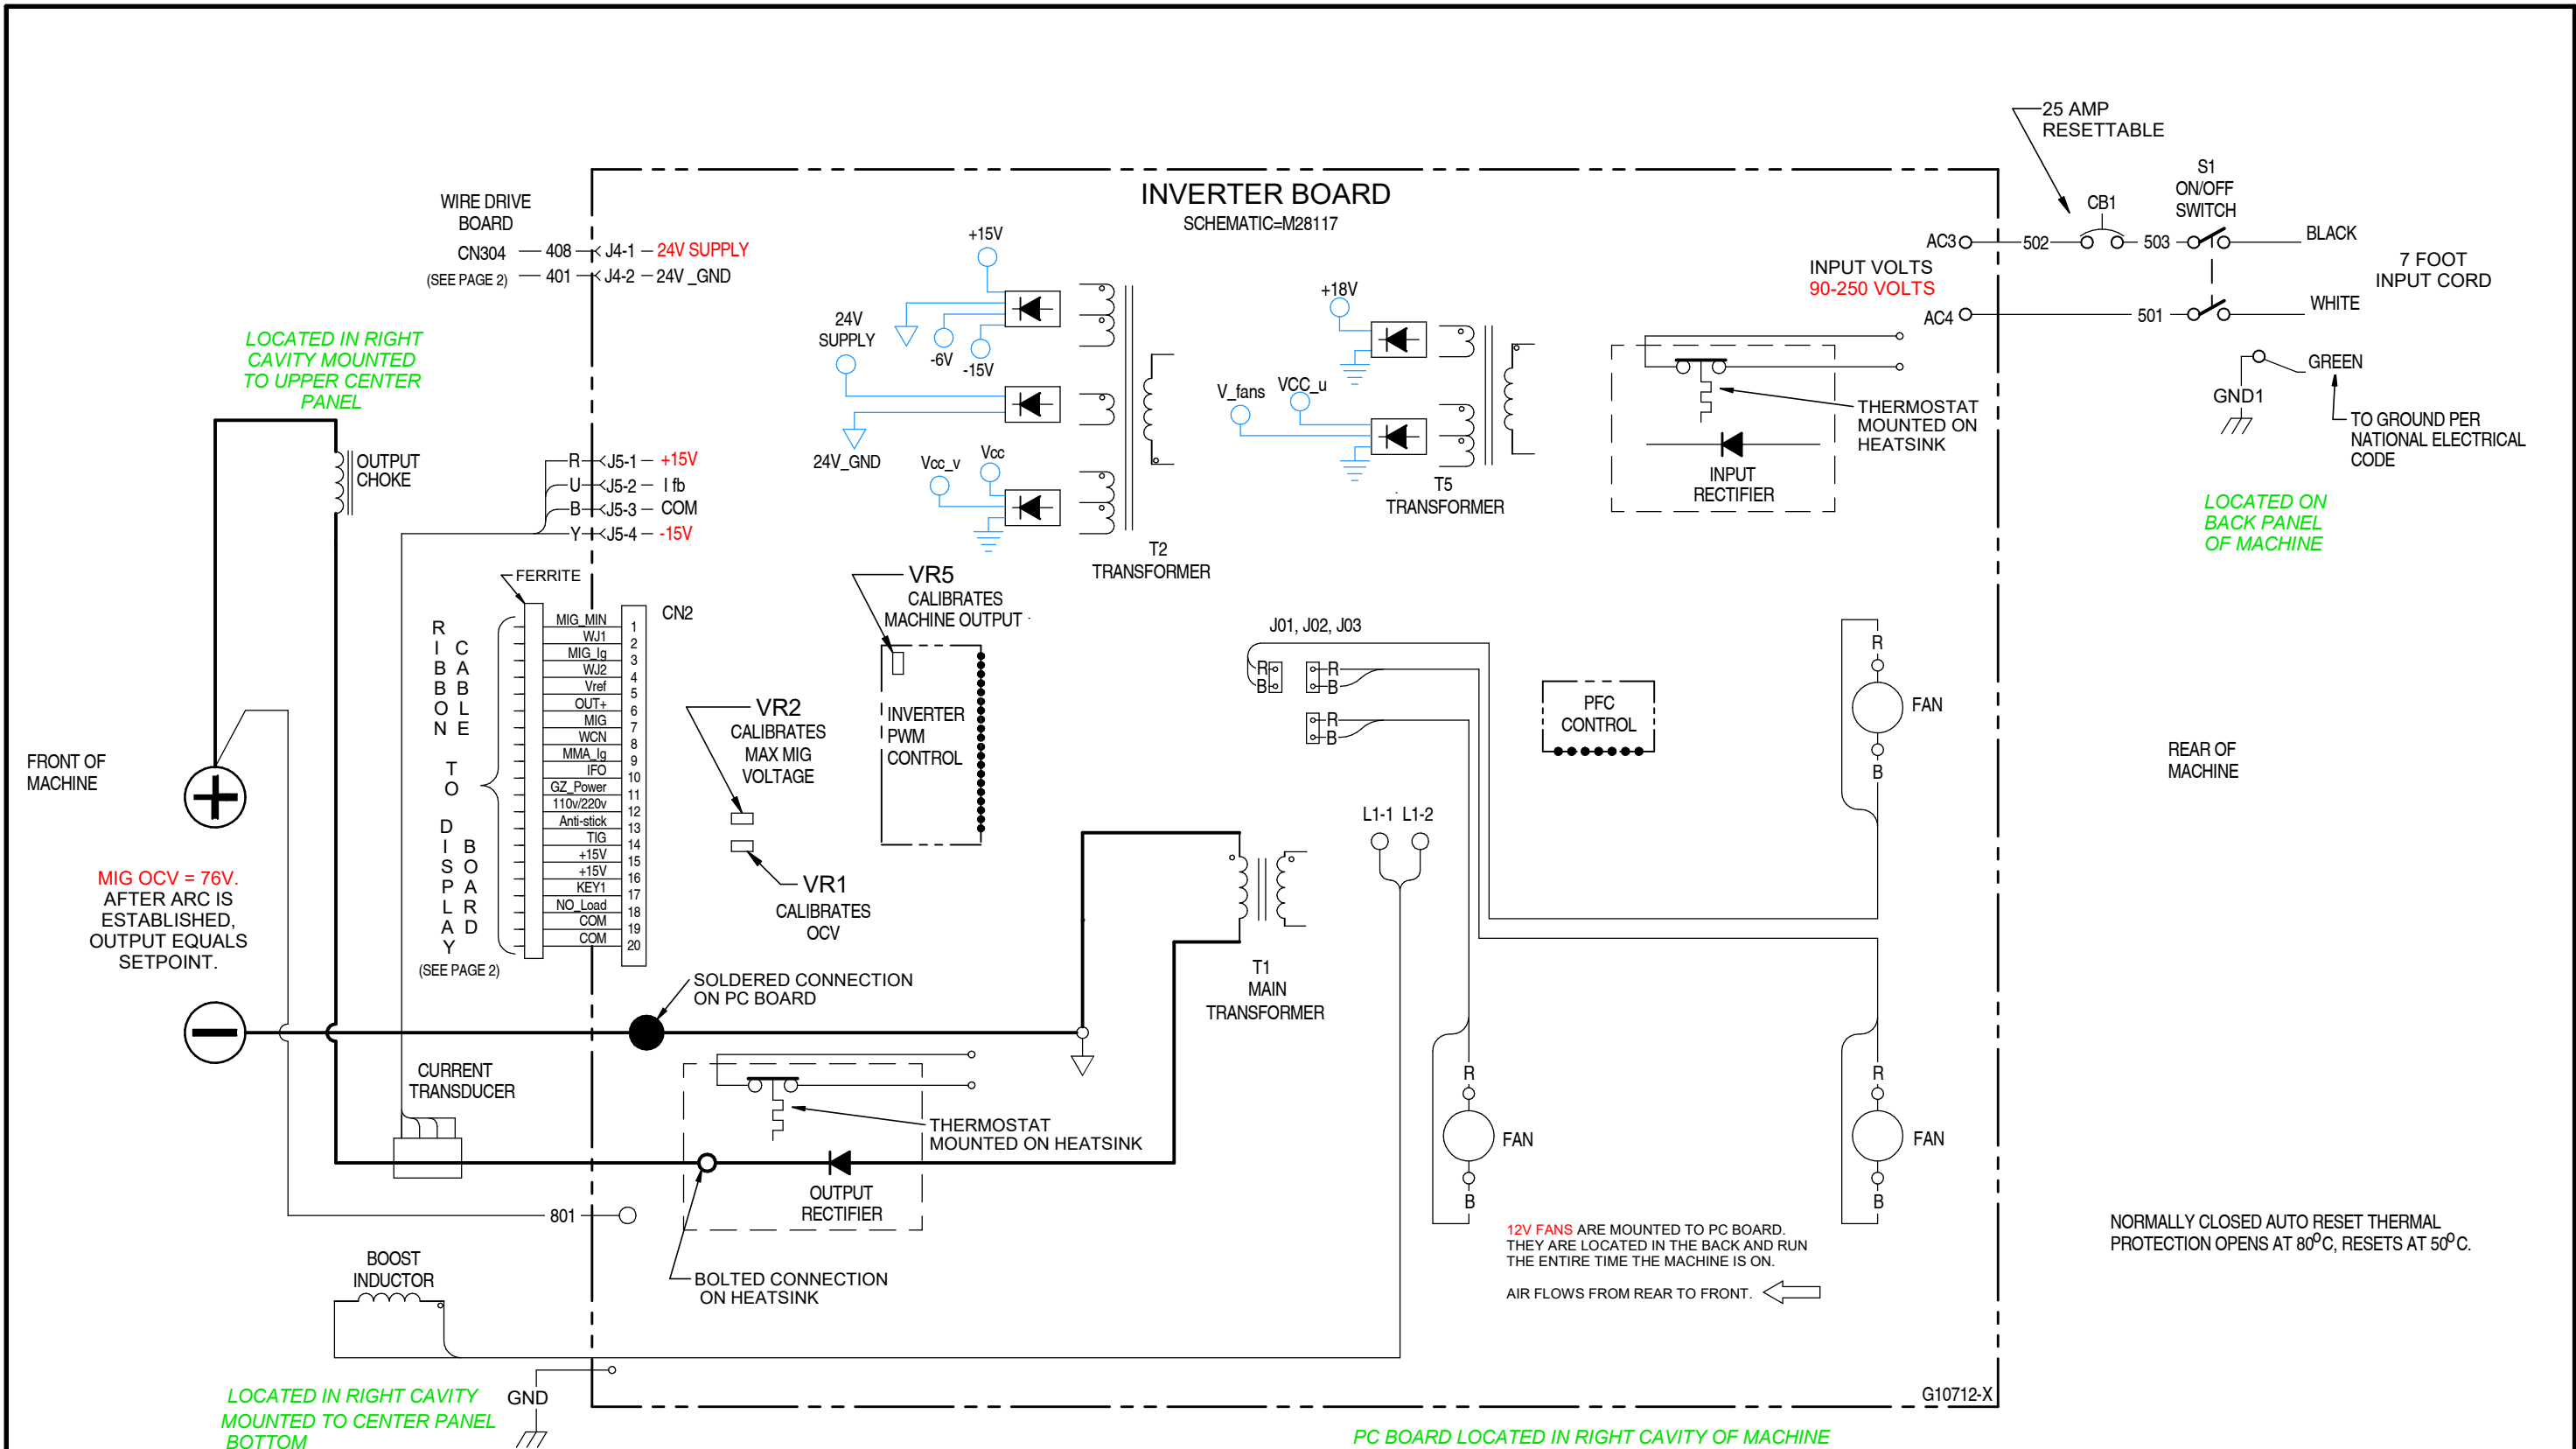 INVERTER BOARD
SCHEMATIC=M28117
25 AMP
RESETTABLE
S1
ON/OFF
SWITCH
CB1
AC3
502
503
BLACK
7 FOOT
INPUT CORD
INPUT VOLTS
90-250 VOLTS
AC4
501
WHITE
GREEN
GND1
TO GROUND PER
NATIONAL ELECTRICAL
CODE
LOCATED ON
BACK PANEL
OF MACHINE
WIRE DRIVE
BOARD
CN304
408
J4-1
24V SUPPLY
(SEE PAGE 2)
401
J4-2
24V_GND
LOCATED IN RIGHT
CAVITY MOUNTED
TO UPPER CENTER
PANEL
OUTPUT
CHOKE
R
J5-1
+15V
U
J5-2
I fb
B
J5-3
COM
Y
J5-4
-15V
+15V
-6V
-15V
24V
SUPPLY
24V_GND
Vcc_v
Vcc
T2
TRANSFORMER
+18V
V_fans
VCC_u
T5
TRANSFORMER
THERMOSTAT
MOUNTED ON
HEATSINK
INPUT
RECTIFIER
FERRITE
CN2
RIBBON CABLE TO DISPLAY BOARD
(SEE PAGE 2)
MIG_MIN 1
WJ1 2
MIG_Ig 3
WJ2 4
Vref 5
OUT+ 6
MIG 7
WCN 8
MMA_Ig 9
IFO 10
GZ_Power 11
110v/220v 12
Anti-stick 13
TIG 14
+15V 15
+15V 16
KEY1 17
NO_Load 18
COM 19
COM 20
VR5
CALIBRATES
MACHINE OUTPUT
INVERTER
PWM
CONTROL
VR2
CALIBRATES
MAX MIG
VOLTAGE
VR1
CALIBRATES
OCV
J01, J02, J03
R
B
R
B
R
B
PFC
CONTROL
R
FAN
B
FRONT OF
MACHINE
REAR OF
MACHINE
L1-1 L1-2
MIG OCV = 76V.
AFTER ARC IS
ESTABLISHED,
OUTPUT EQUALS
SETPOINT.
T1
MAIN
TRANSFORMER
SOLDERED CONNECTION
ON PC BOARD
CURRENT
TRANSDUCER
THERMOSTAT
MOUNTED ON HEATSINK
OUTPUT
RECTIFIER
R
FAN
B
R
FAN
B
801
BOLTED CONNECTION
ON HEATSINK
BOOST
INDUCTOR
12V FANS ARE MOUNTED TO PC BOARD.
THEY ARE LOCATED IN THE BACK AND RUN
THE ENTIRE TIME THE MACHINE IS ON.
AIR FLOWS FROM REAR TO FRONT.
NORMALLY CLOSED AUTO RESET THERMAL
PROTECTION OPENS AT 80°C, RESETS AT 50°C.
G10712-X
GND
LOCATED IN RIGHT CAVITY
MOUNTED TO CENTER PANEL
BOTTOM
PC BOARD LOCATED IN RIGHT CAVITY OF MACHINE